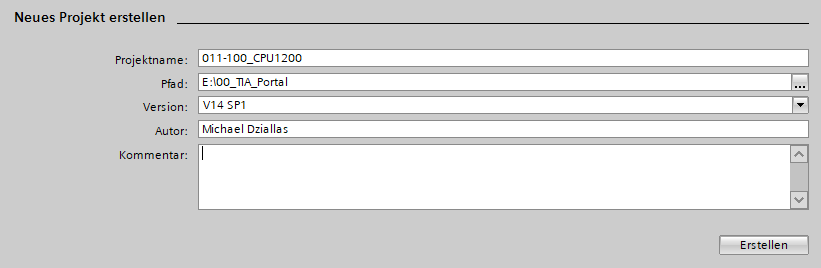 Neues Projekt erstellen
Projektname: 011-100_CPU1200
Pfad: E:\00_TIA_Portal ...
Version: V14 SP1
Autor: Michael Dziallas
Kommentar:
Erstellen